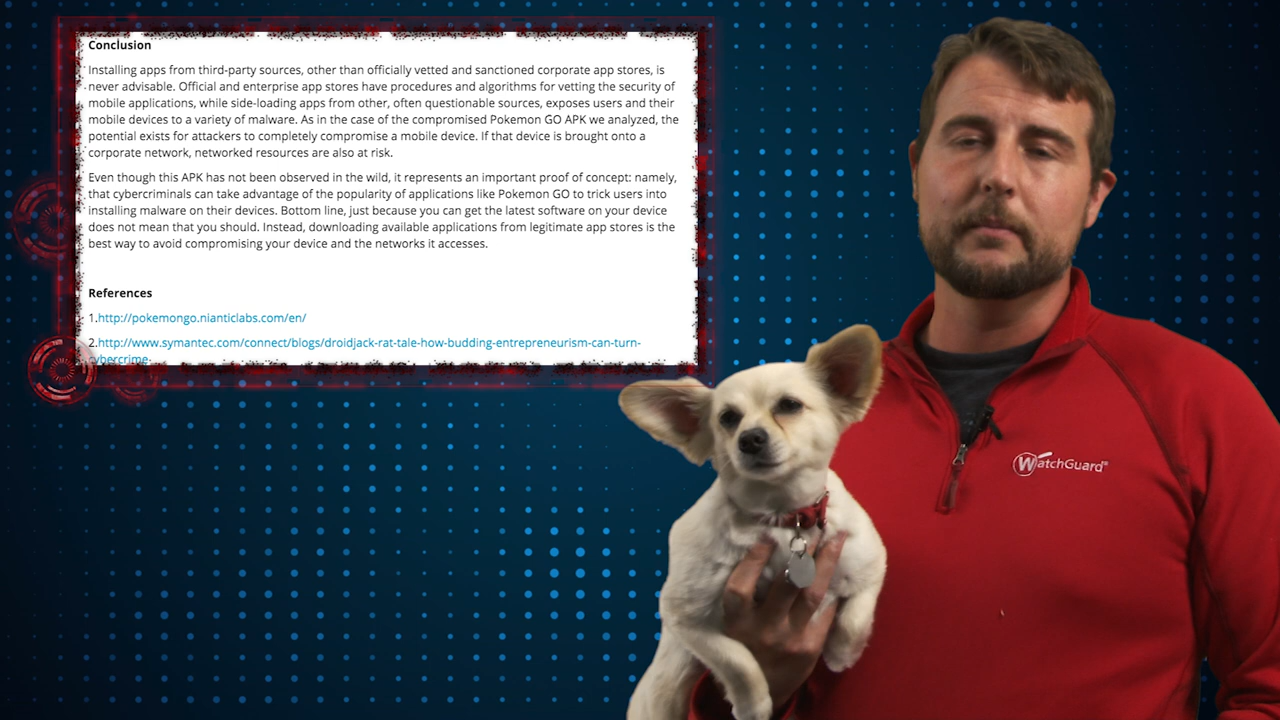 Conclusion
Installing apps from third-party sources, other than officially vetted and sanctioned corporate app stores, is
never advisable. Official and enterprise app stores have procedures and algorithms for vetting the security of
mobile applications, while side-loading apps from other, often questionable sources, exposes users and their
mobile devices to a variety of malware. As in the case of the compromised Pokemon GO APK we analyzed, the
potential exists for attackers to completely compromise a mobile device. If that device is brought onto a
corporate network, networked resources are also at risk.
Even though this APK has not been observed in the wild, it represents an important proof of concept: namely,
that cybercriminals can take advantage of the popularity of applications like Pokemon GO to trick users into
installing malware on their devices. Bottom line, just because you can get the latest software on your device
does not mean that you should. Instead, downloading available applications from legitimate app stores is the
best way to avoid compromising your device and the networks it accesses.
References
1.http://pokemongo.nianticlabs.com/en/
2.http://www.symantec.com/connect/blogs/droidjack-rat-tale-how-budding-entrepreneurism-can-turn-
cybercrime-
WatchGuard®